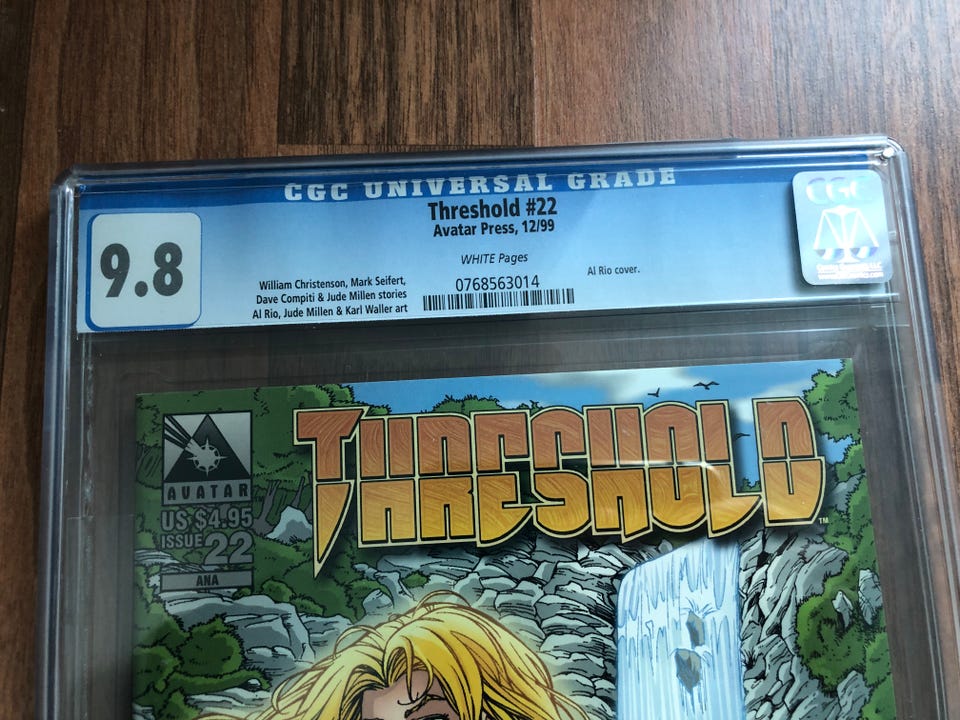 CGC UNIVERSAL GRADE
9.8
Threshold #22
Avatar Press, 12/99
WHITE Pages
William Christenson, Mark Seifert,
Dave Compiti & Jude Millen stories
Al Rio, Jude Millen & Karl Waller art
0768563014
Al Rio cover.
CGC
THRESHOLD
™
AVATAR
US $4.95
ISSUE 22
ANA